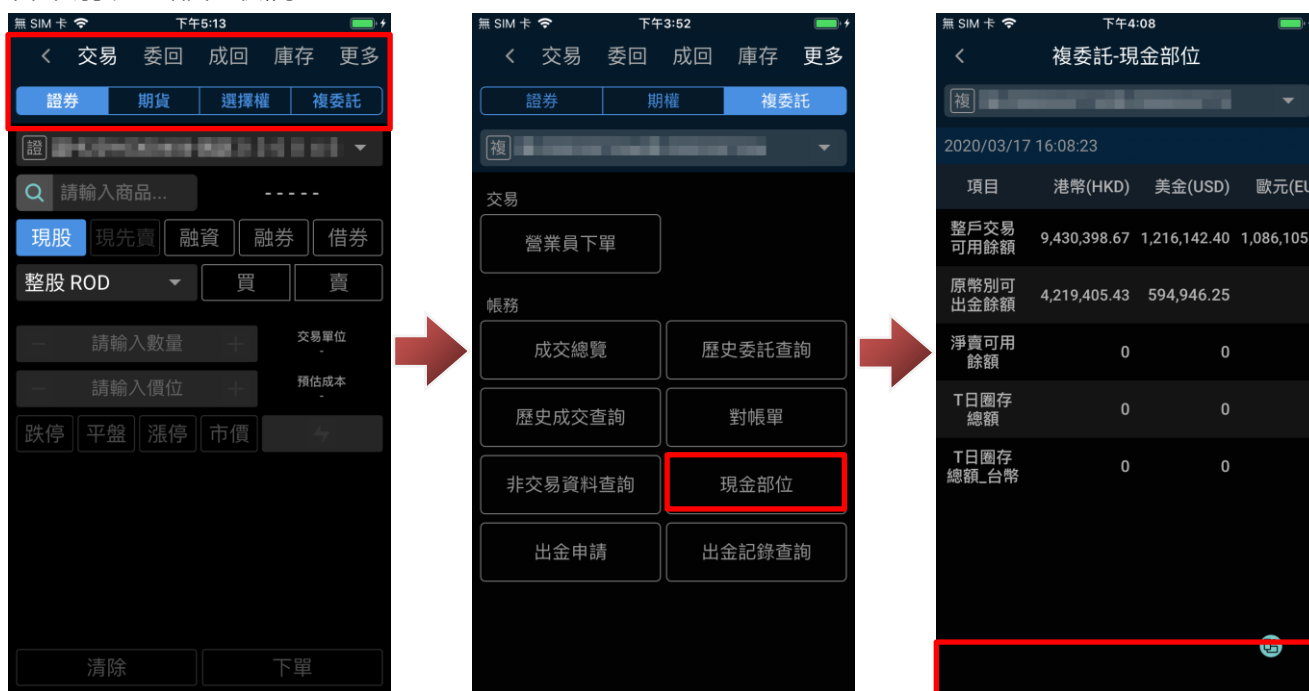 無 SIM 卡 下午5:13
交易 委回 成回 庫存 更多
證券 期貨 選擇權 複委託
證
請輸入商品... - - - - -
現股 現先賣 融資 融券 借券
整股 ROD 買 賣
− 請輸入數量 + 交易單位
-
− 請輸入價位 + 預估成本
-
跌停 平盤 漲停 市價
清除 下單
無 SIM 卡 下午3:52
交易 委回 成回 庫存 更多
證券 期權 複委託
複
交易
營業員下單
帳務
成交總覽 歷史委託查詢
歷史成交查詢 對帳單
非交易資料查詢 現金部位
出金申請 出金記錄查詢
無 SIM 卡 下午4:08
複委託-現金部位
複
2020/03/17 16:08:23
項目 港幣(HKD) 美金(USD) 歐元(EU
整戶交易
可用餘額 9,430,398.67 1,216,142.40 1,086,105
原幣別可
出金餘額 4,219,405.43 594,946.25
淨賣可用
餘額 0 0
T日圈存
總額 0 0
T日圈存
總額_台幣 0 0